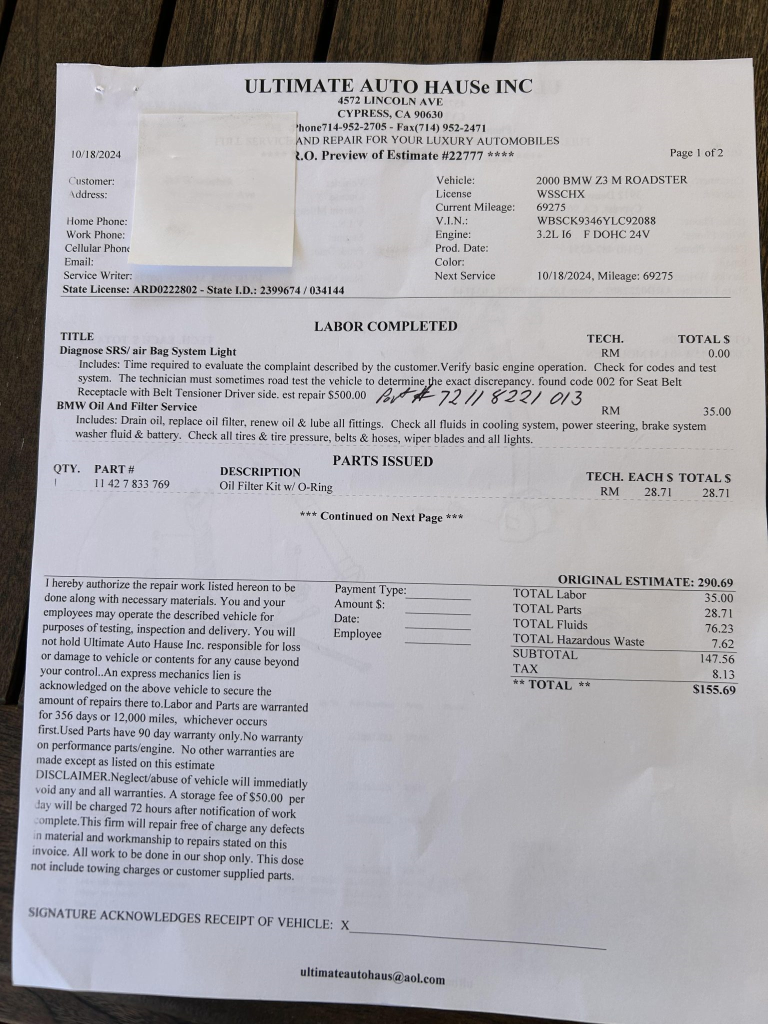 ULTIMATE AUTO HAUSe INC
4572 LINCOLN AVE
CYPRESS, CA 90630
Phone714-952-2705 - Fax(714) 952-2471
AND REPAIR FOR YOUR LUXURY AUTOMOBILES
10/18/2024 R.O. Preview of Estimate #22777 **** Page 1 of 2
Customer: Vehicle: 2000 BMW Z3 M ROADSTER
Address: License WSSCHX
Current Mileage: 69275
Home Phone: V.I.N.: WBSCK9346YLC92088
Work Phone: Engine: 3.2L I6 F DOHC 24V
Cellular Phone Prod. Date:
Email: Color:
Service Writer: Next Service 10/18/2024, Mileage: 69275
State License: ARD0222802 - State I.D.: 2399674 / 034144
LABOR COMPLETED
TITLE TECH. TOTAL $
Diagnose SRS/ air Bag System Light RM 0.00
Includes: Time required to evaluate the complaint described by the customer.Verify basic engine operation. Check for codes and test
system. The technician must sometimes road test the vehicle to determine the exact discrepancy. found code 002 for Seat Belt
Receptacle with Belt Tensioner Driver side. est repair $500.00 Part # 72118221013
BMW Oil And Filter Service RM 35.00
Includes: Drain oil, replace oil filter, renew oil & lube all fittings. Check all fluids in cooling system, power steering, brake system
washer fluid & battery. Check all tires & tire pressure, belts & hoses, wiper blades and all lights.
PARTS ISSUED
QTY. PART # DESCRIPTION TECH. EACH $ TOTAL $
1 11 42 7 833 769 Oil Filter Kit w/ O-Ring RM 28.71 28.71
*** Continued on Next Page ***
ORIGINAL ESTIMATE: 290.69
I hereby authorize the repair work listed hereon to be
done along with necessary materials. You and your
employees may operate the described vehicle for
purposes of testing, inspection and delivery. You will
not hold Ultimate Auto Hause Inc. responsible for loss
or damage to vehicle or contents for any cause beyond
your control..An express mechanics lien is
acknowledged on the above vehicle to secure the
amount of repairs there to.Labor and Parts are warranted
for 356 days or 12,000 miles, whichever occurs
first.Used Parts have 90 day warranty only.No warranty
on performance parts/engine. No other warranties are
made except as listed on this estimate
DISCLAIMER.Neglect/abuse of vehicle will immediatly
void any and all warranties. A storage fee of $50.00 per
day will be charged 72 hours after notification of work
complete.This firm will repair free of charge any defects
in material and workmanship to repairs stated on this
invoice. All work to be done in our shop only. This dose
not include towing charges or customer supplied parts.
Payment Type:
Amount $:
Date:
Employee
TOTAL Labor 35.00
TOTAL Parts 28.71
TOTAL Fluids 76.23
TOTAL Hazardous Waste 7.62
SUBTOTAL 147.56
TAX 8.13
** TOTAL ** $155.69
SIGNATURE ACKNOWLEDGES RECEIPT OF VEHICLE: X
ultimateautohaus@aol.com